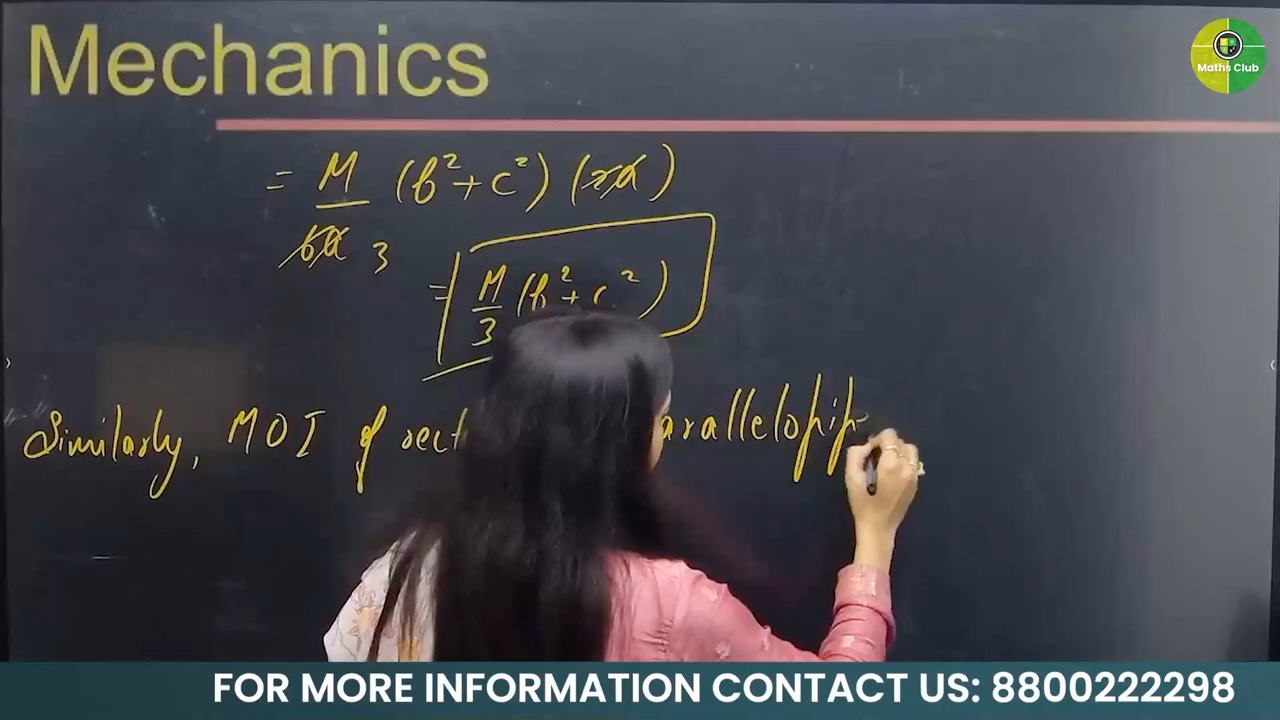 Mechanics
Maths Club
= M/6a 3 (b²+c²) (2a)
= M/3 (b²+c²)
Similarly, MOI of rect arallelopip
FOR MORE INFORMATION CONTACT US: 8800222298